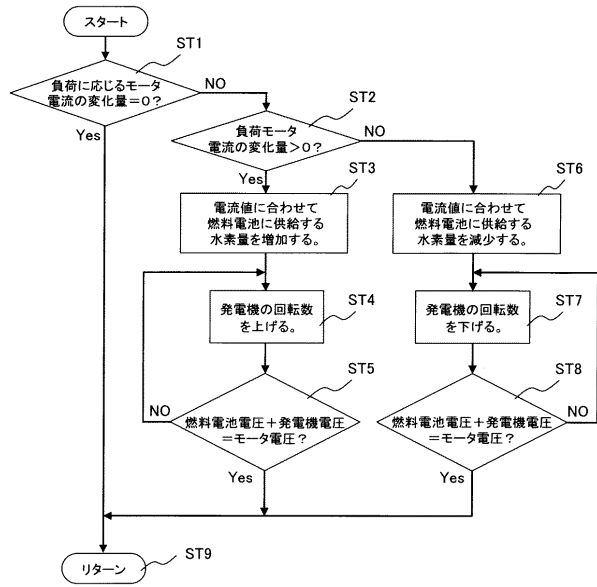 スタート
ST1
負荷に応じるモータ
電流の変化量=0?
NO
Yes
ST2
負荷モータ
電流の変化量>0?
NO
Yes
ST3
電流値に合わせて
燃料電池に供給する
水素量を増加する。
ST6
電流値に合わせて
燃料電池に供給する
水素量を減少する。
ST4
発電機の回転数
を上げる。
ST7
発電機の回転数
を下げる。
ST5
燃料電池電圧+発電機電圧
=モータ電圧?
NO
Yes
ST8
燃料電池電圧+発電機電圧
=モータ電圧?
NO
Yes
リターン
ST9